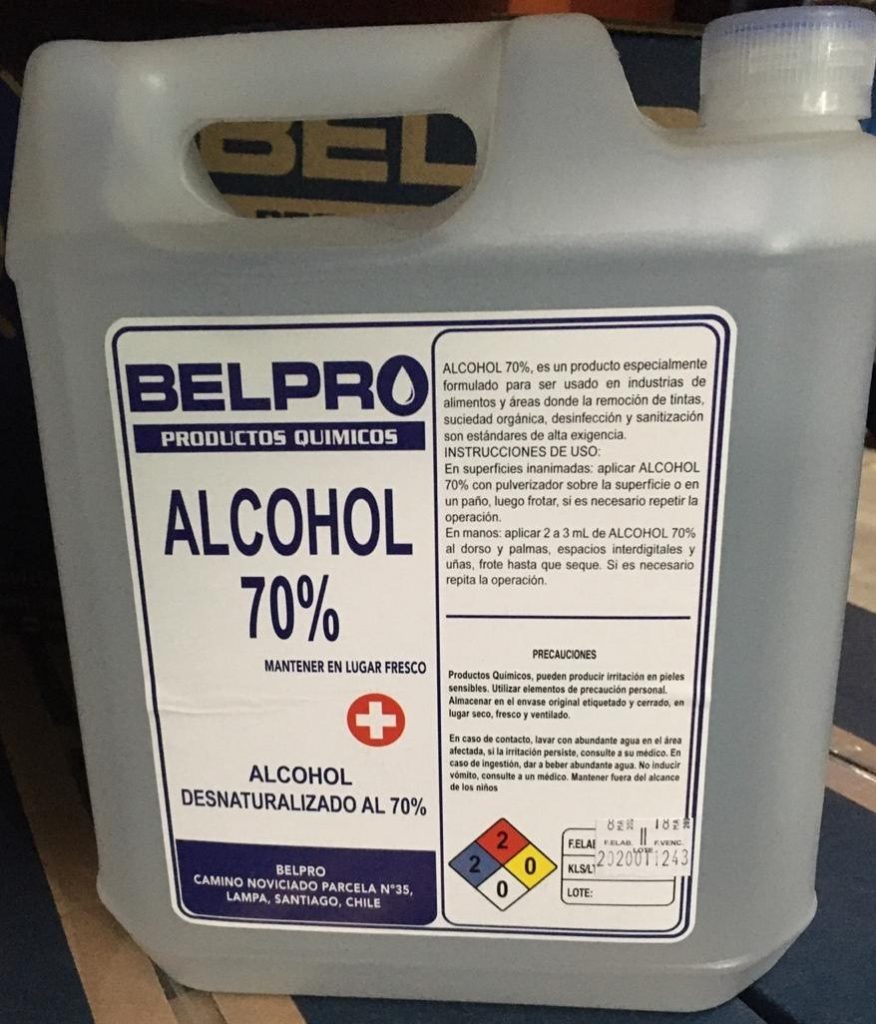 BEL
BELPRO
PRODUCTOS QUIMICOS
ALCOHOL
70%
MANTENER EN LUGAR FRESCO
ALCOHOL
DESNATURALIZADO AL 70%
BELPRO
CAMINO NOVICIADO PARCELA N°35,
LAMPA, SANTIAGO, CHILE
ALCOHOL 70%, es un producto especialmente
formulado para ser usado en industrias de
alimentos y áreas donde la remoción de tintas,
suciedad orgánica, desinfección y sanitización
son estándares de alta exigencia.
INSTRUCCIONES DE USO:
En superficies inanimadas: aplicar ALCOHOL
70% con pulverizador sobre la superficie o en
un paño, luego frotar, si es necesario repetir la
operación.
En manos: aplicar 2 a 3 mL de ALCOHOL 70%
al dorso y palmas, espacios interdigitales y
uñas, frote hasta que seque. Si es necesario
repita la operación.
PRECAUCIONES
Productos Quimicos, pueden producir irritación en pieles
sensibles. Utilizar elementos de precaución personal.
Almacenar en el envase original etiquetado y cerrado, en
lugar seco, fresco y ventilado.
En caso de contacto, lavar con abundante agua en el área
afectada, si la irritación persiste, consulte a su médico. En
caso de ingestión, dar a beber abundante agua. No inducir
vómito, consulte a un médico. Mantener fuera del alcance
de los niños
2
2 0
0
F.ELAB. F.VENC.
LOTE: